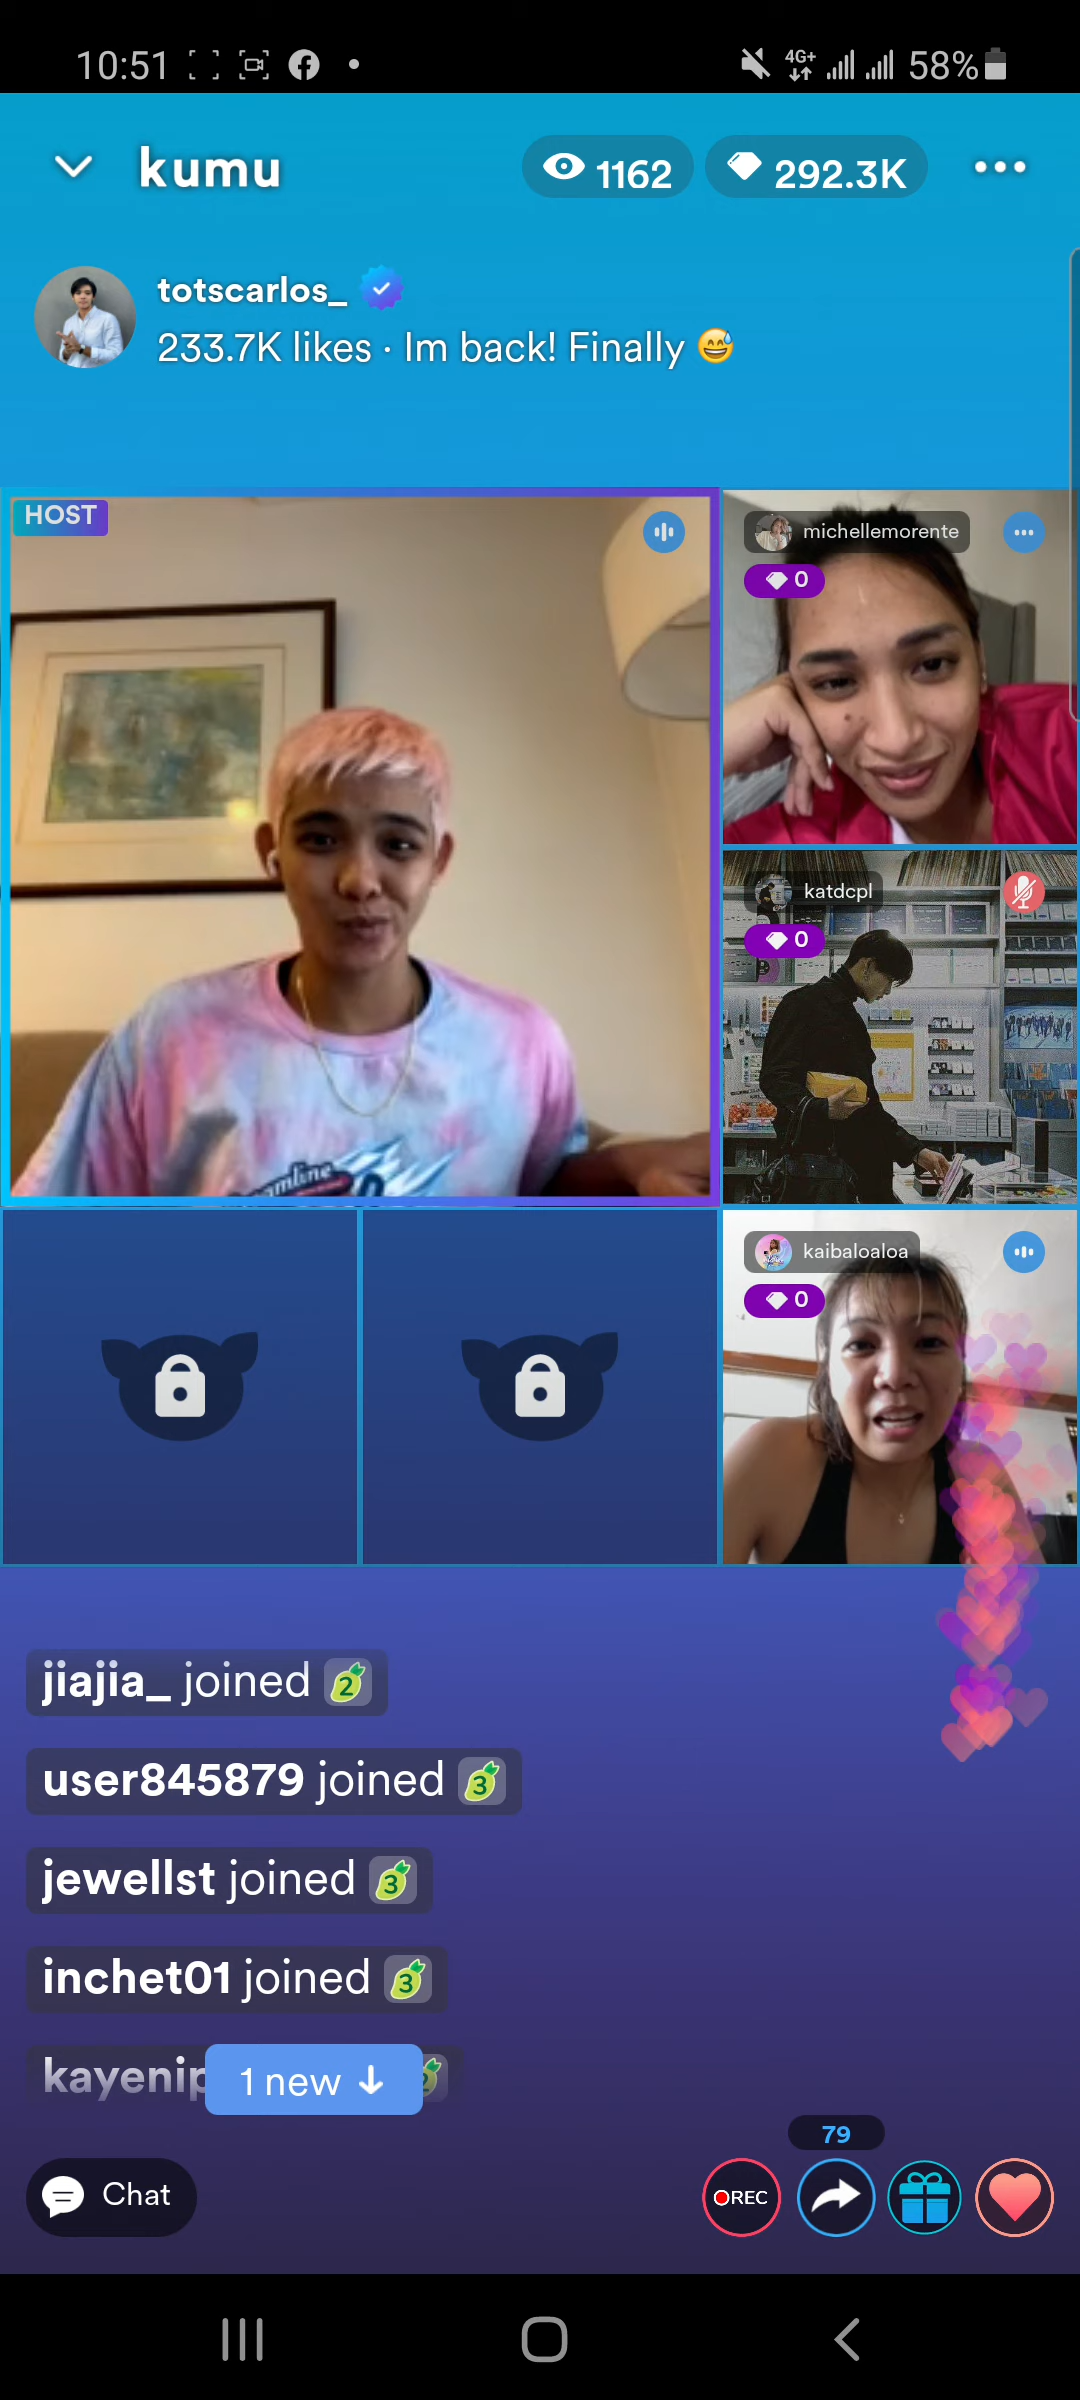 10:51
4G+
58%
kumu
1162
292.3K
totscarlos_
233.7K likes · Im back! Finally 😅
HOST
michellemorente
0
katdcpl
0
kaibaloaloa
0
jiajia_ joined 2
user845879 joined 3
jewellst joined 3
inchet01 joined 3
1 new
79
Chat
REC